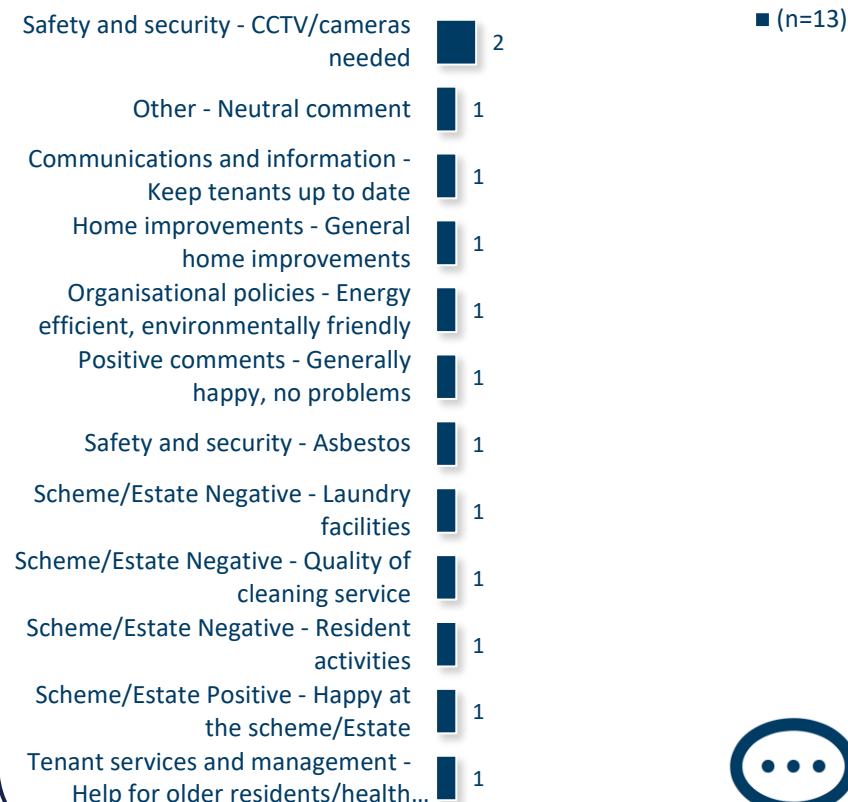 Safety and security - CCTV/cameras
needed
2
(n=13)
Other - Neutral comment
1
Communications and information -
Keep tenants up to date
1
Home improvements - General
home improvements
1
Organisational policies - Energy
efficient, environmentally friendly
1
Positive comments - Generally
happy, no problems
1
Safety and security - Asbestos
1
Scheme/Estate Negative - Laundry
facilities
1
Scheme/Estate Negative - Quality of
cleaning service
1
Scheme/Estate Negative - Resident
activities
1
Scheme/Estate Positive - Happy at
the scheme/Estate
1
Tenant services and management -
Help for older residents/health…
1